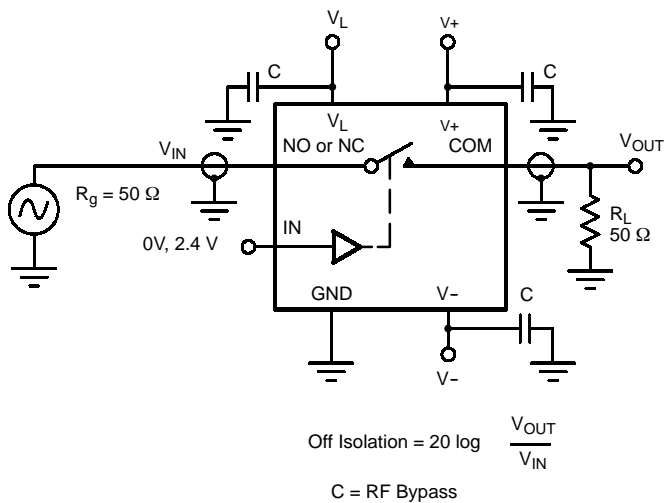 VL V+
C C
VL V+
VIN NO or NC COM VOUT
Rg = 50 Ω
RL
50 Ω
0V, 2.4 V IN
GND V− C
V−
Off Isolation = 20 log VOUT
VIN
C = RF Bypass